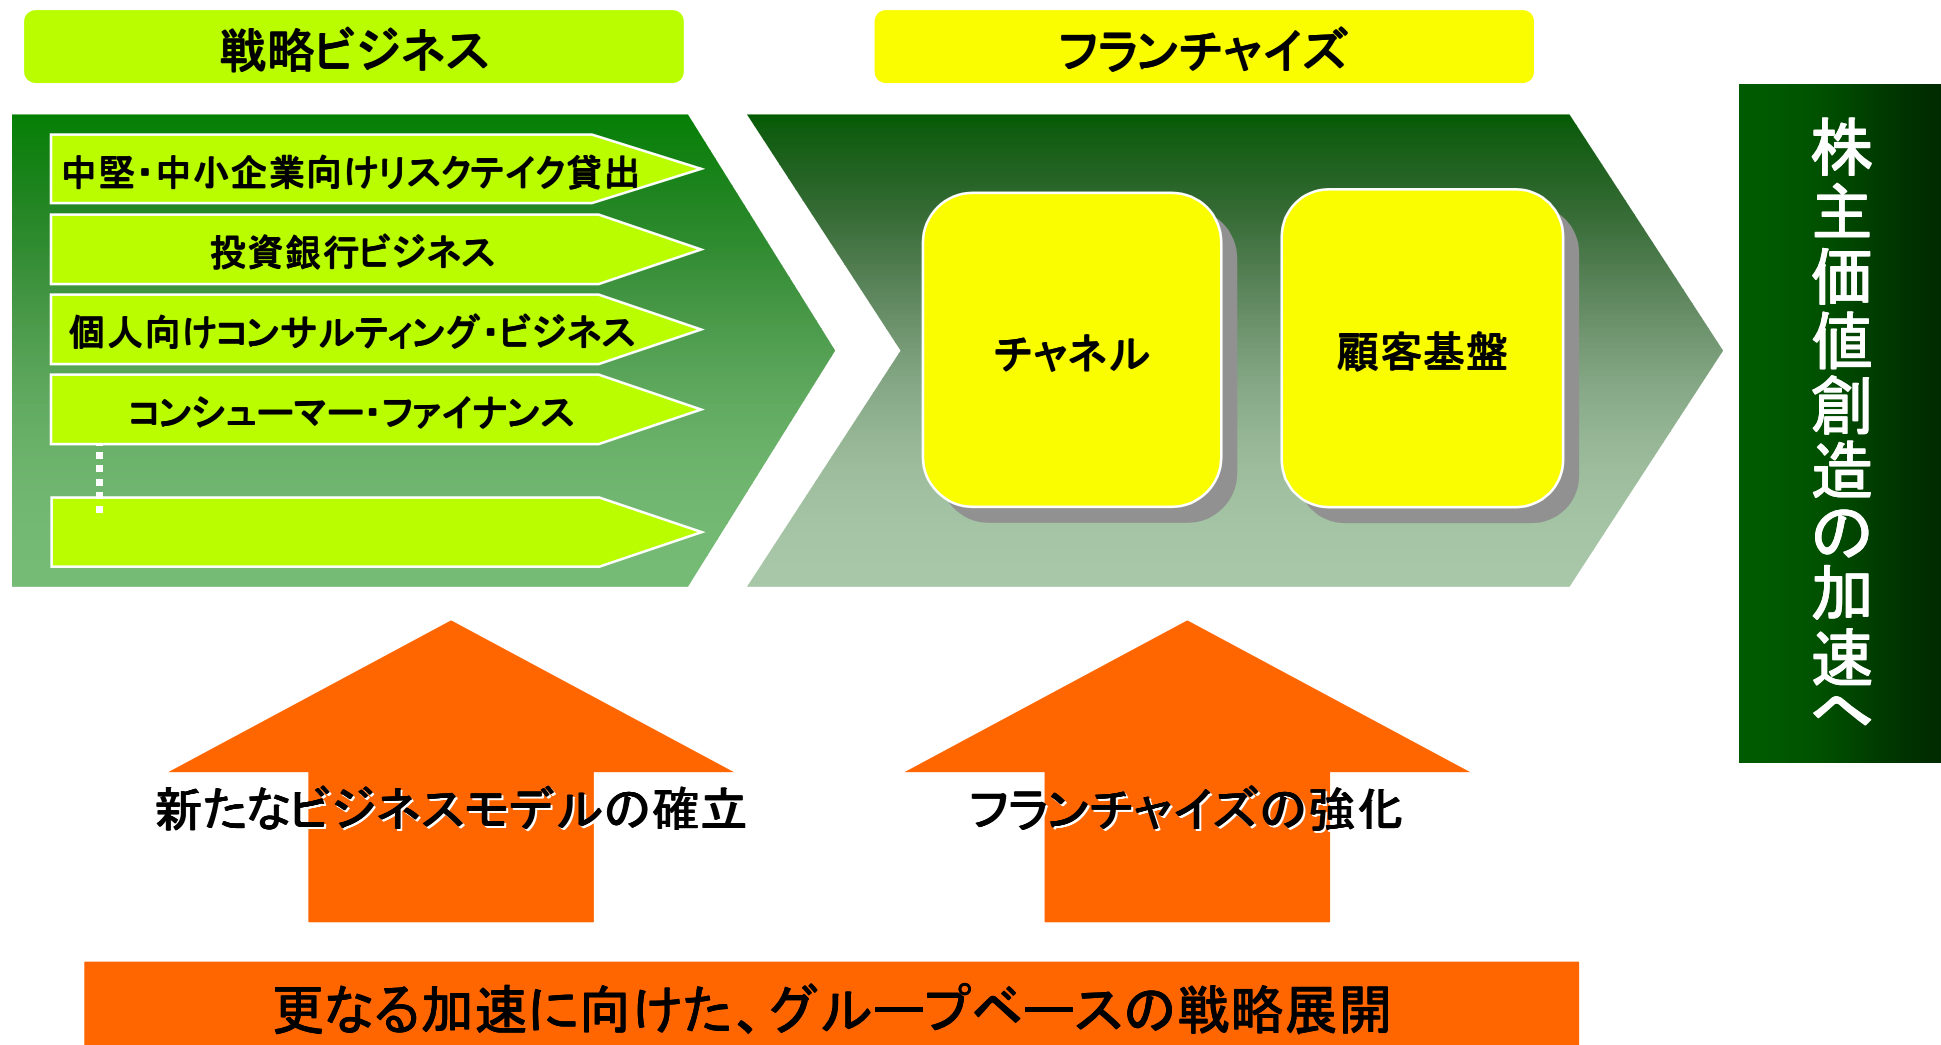 戦略ビジネス
フランチャイズ
中堅・中小企業向けリスクテイク貸出
投資銀行ビジネス
個人向けコンサルティング・ビジネス
コンシューマー・ファイナンス
チャネル
顧客基盤
株主価値創造の加速へ
新たなビジネスモデルの確立
フランチャイズの強化
更なる加速に向けた、グループベースの戦略展開